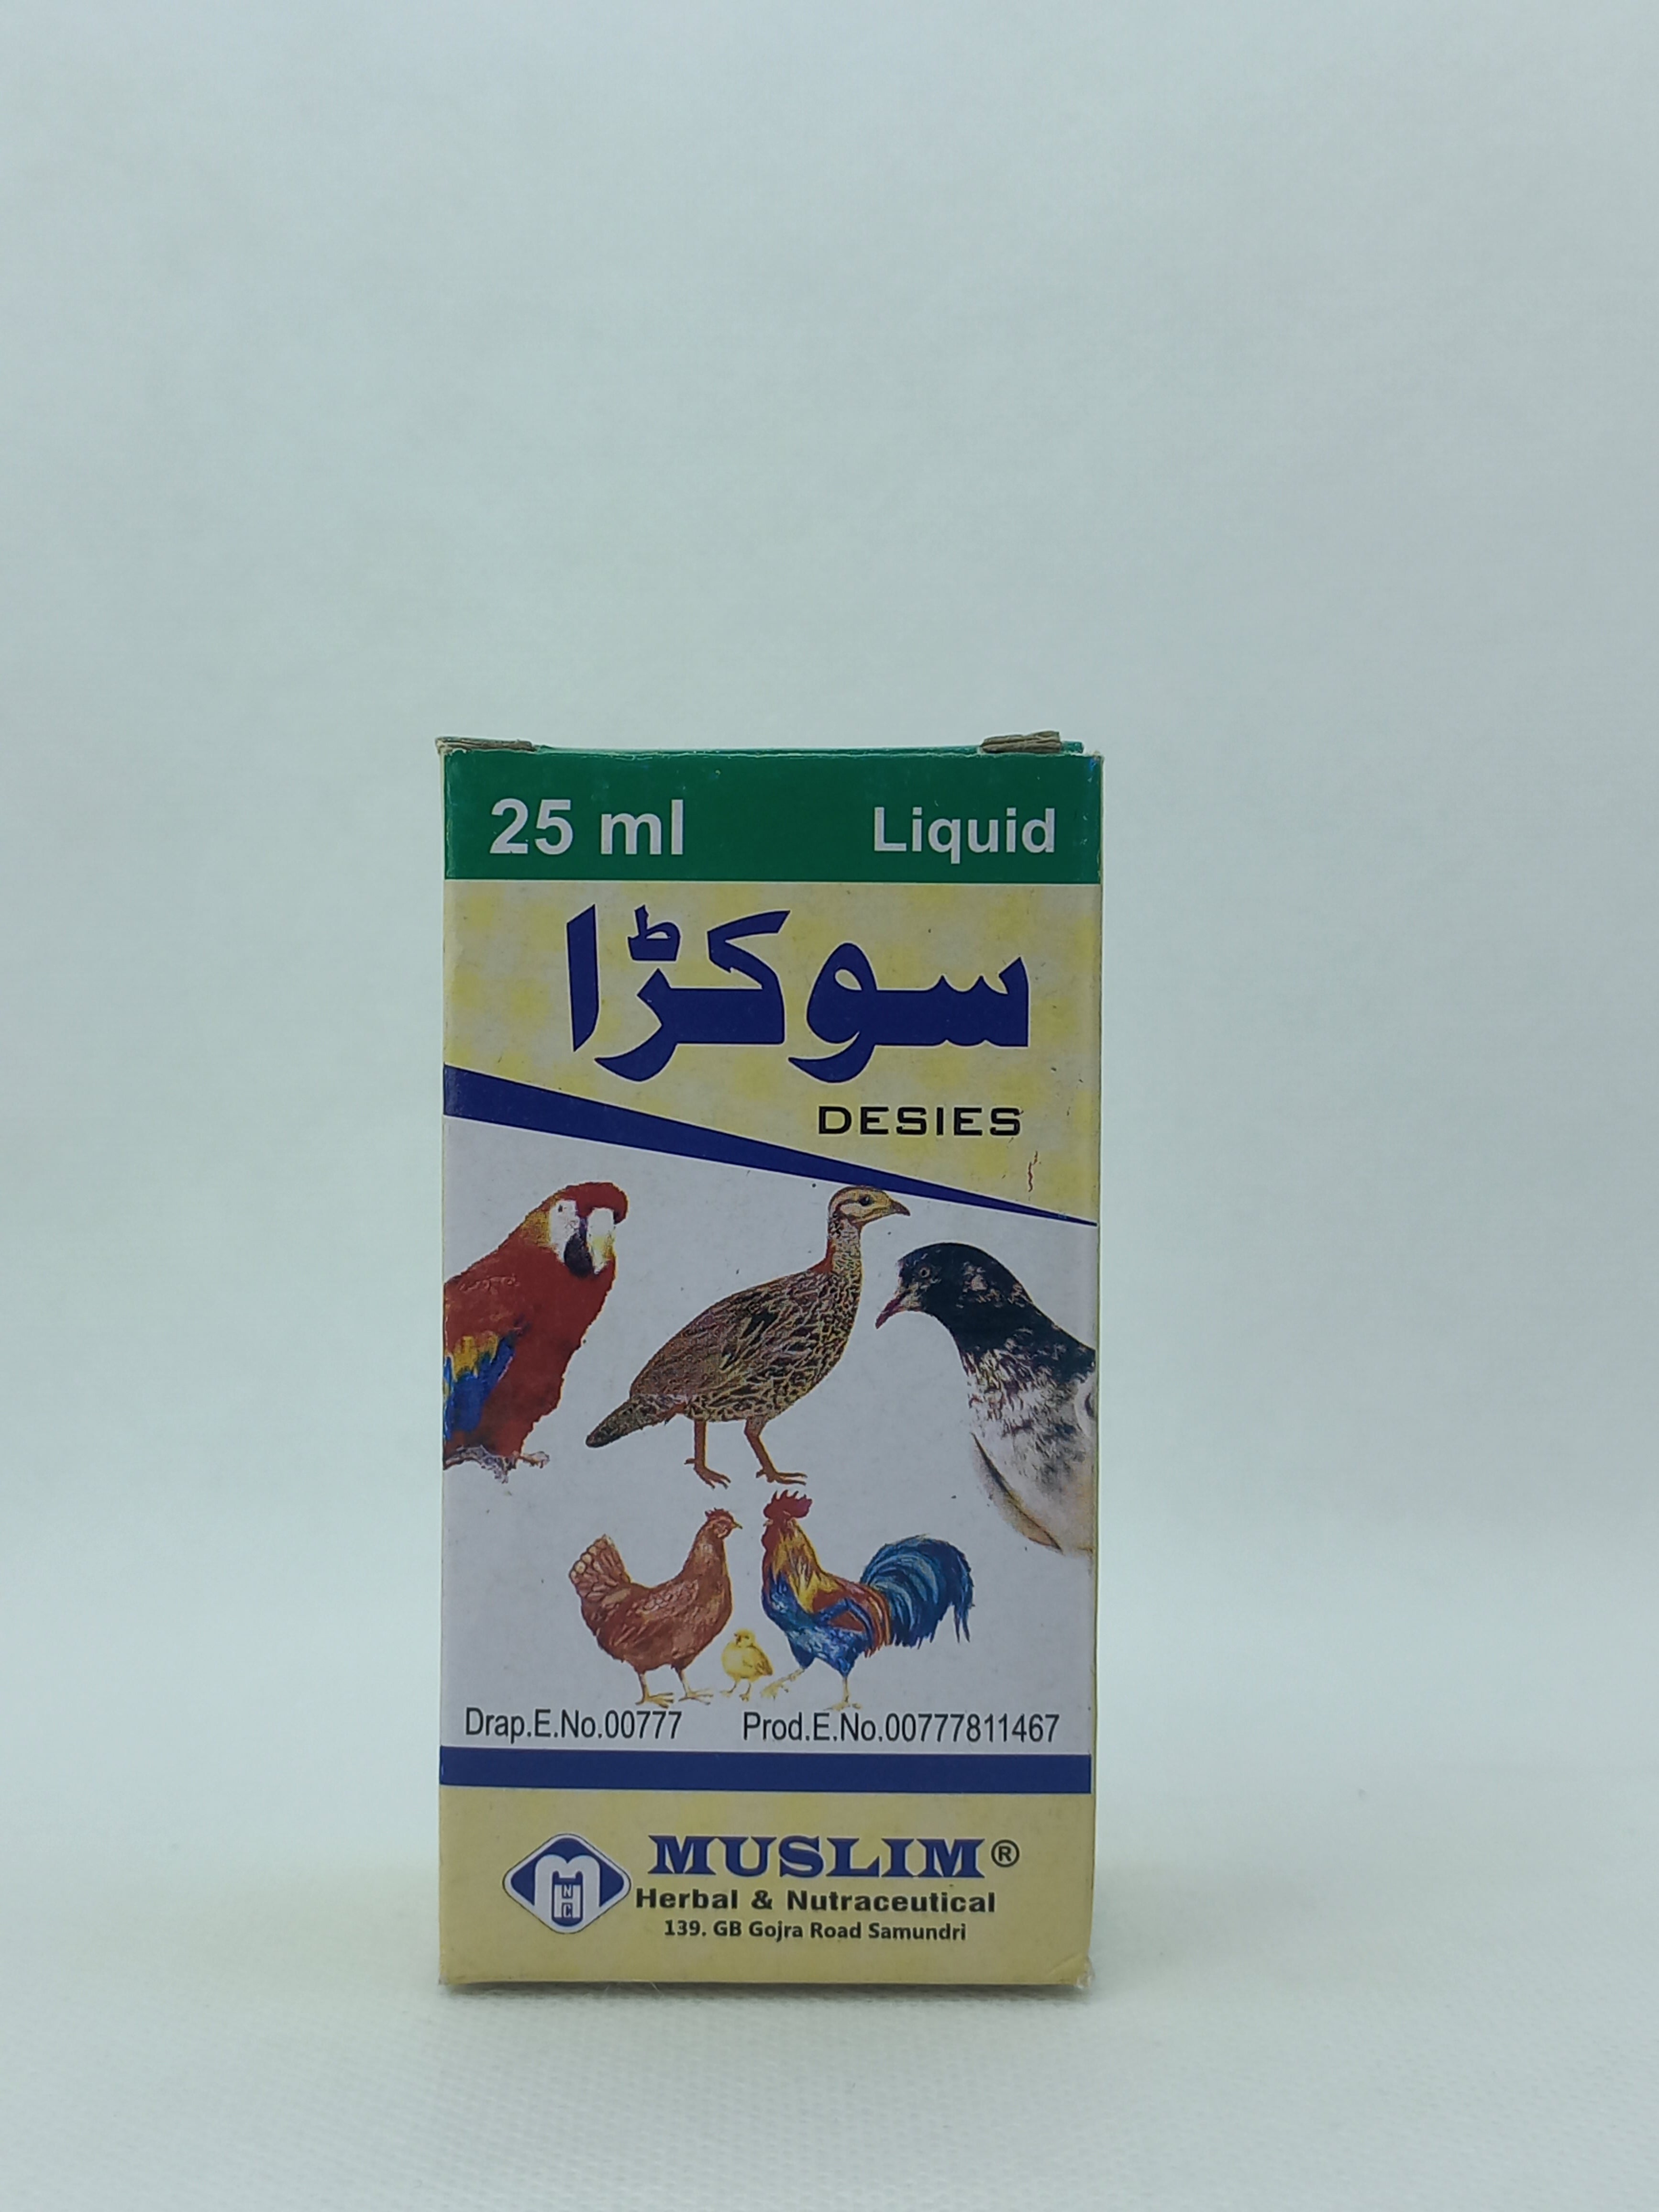 25 ml Liquid
سوکڑا
DESIES
Drap.E.No.00777 Prod.E.No.00777811467
MUSLIM®
Herbal & Nutraceutical
139. GB Gojra Road Samundri
M
N
H
C